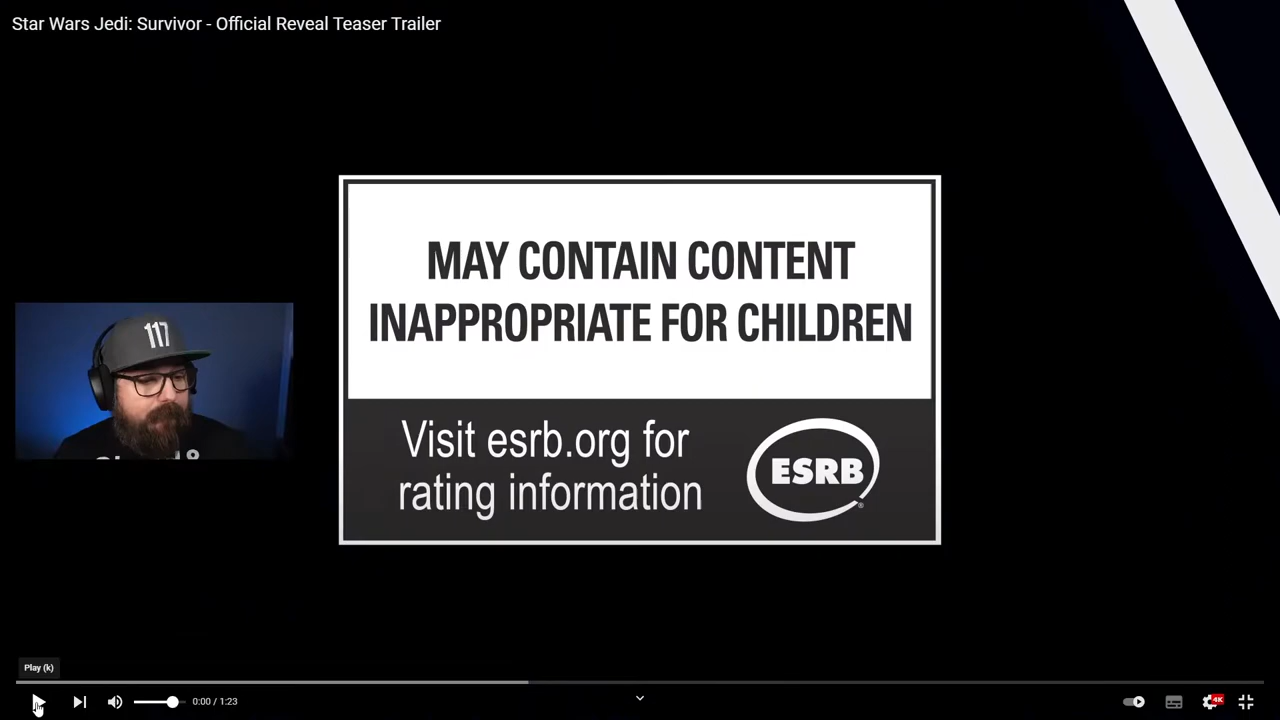 Star Wars Jedi: Survivor - Official Reveal Teaser Trailer
MAY CONTAIN CONTENT
INAPPROPRIATE FOR CHILDREN
Visit esrb.org for
rating information
ESRB
117
Play (k)
0:00 / 1:23
4K